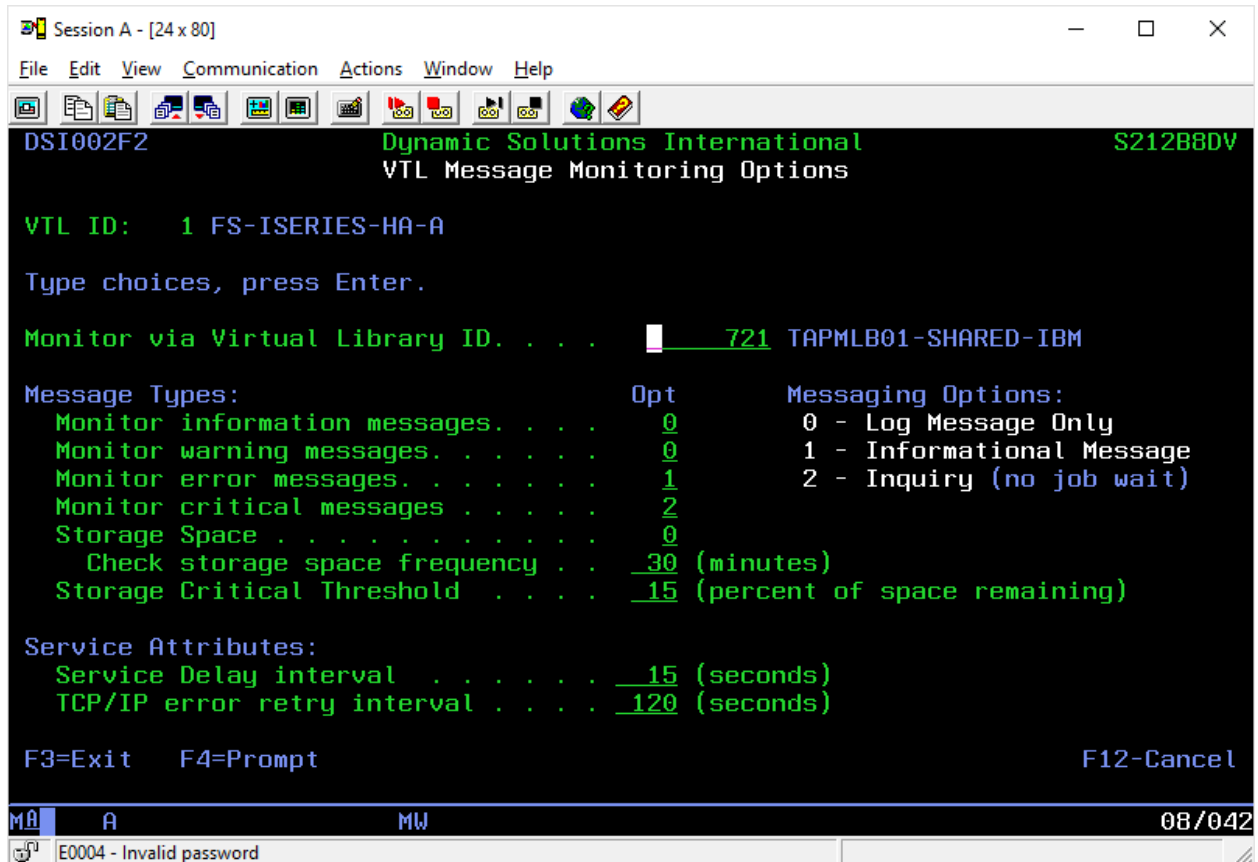 Session A - [24 x 80]
File Edit View Communication Actions Window Help
DSI002F2 Dynamic Solutions International S212B8DV
VTL Message Monitoring Options
VTL ID: 1 FS-ISERIES-HA-A
Type choices, press Enter.
Monitor via Virtual Library ID. . . . 721 TAPMLB01-SHARED-IBM
Message Types: Opt Messaging Options:
Monitor information messages. . . . 0 0 - Log Message Only
Monitor warning messages. . . . . . 0 1 - Informational Message
Monitor error messages. . . . . . . 1 2 - Inquiry (no job wait)
Monitor critical messages . . . . . 2
Storage Space . . . . . . . . . . . 0
Check storage space frequency . . 30 (minutes)
Storage Critical Threshold . . . . 15 (percent of space remaining)
Service Attributes:
Service Delay interval . . . . . . 15 (seconds)
TCP/IP error retry interval . . . . 120 (seconds)
F3=Exit F4=Prompt F12-Cancel
MA A MW 08/042
E0004 - Invalid password